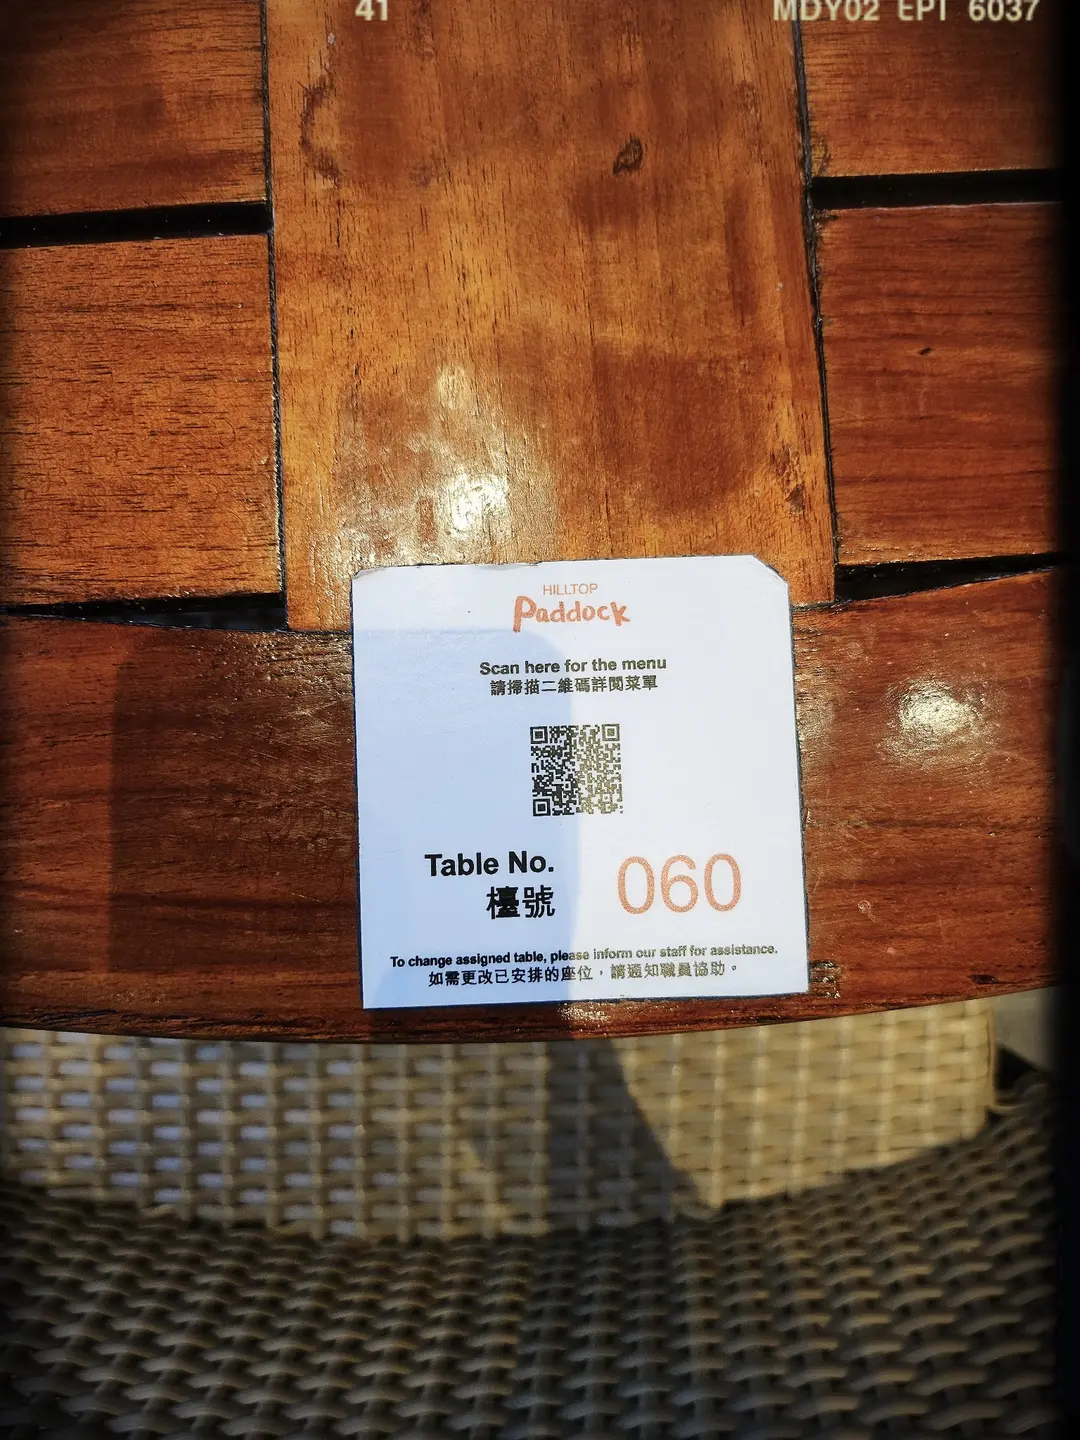 41
MDY02 EPT 6037
HILLTOP
Paddock
Scan here for the menu
請掃描二維碼詳閱菜單
Table No.
檯號
060
To change assigned table, please inform our staff for assistance.
如需更改已安排的座位，請通知職員協助。